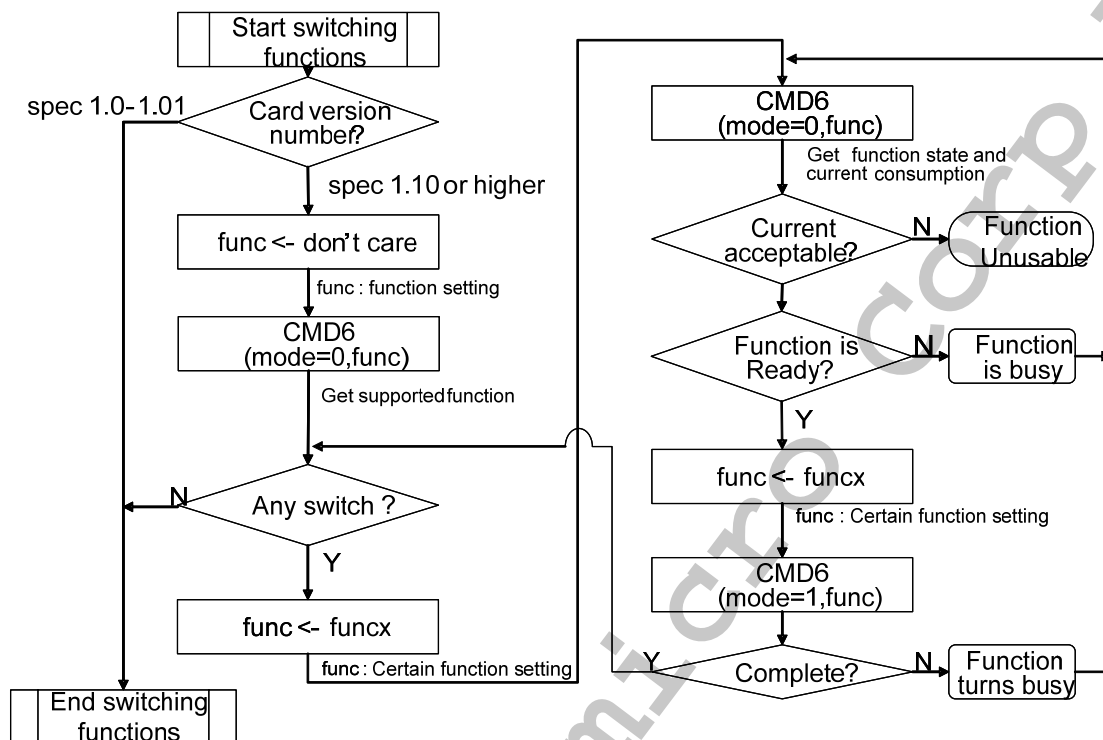 Start switching
functions
spec 1.0-1.01
Card version
number?
spec 1.10 or higher
func <- don't care
func : function setting
CMD6
(mode=0,func)
Get supported function
Any switch ?
N
Y
func <- funcx
func : Certain function setting
End switching
functions
CMD6
(mode=0,func)
Get function state and
current consumption
Current
acceptable?
N
Function
Unusable
Function is
Ready?
N
Function
is busy
Y
func <- funcx
func : Certain function setting
CMD6
(mode=1,func)
Complete?
Y
N
Function
turns busy
micro Corp